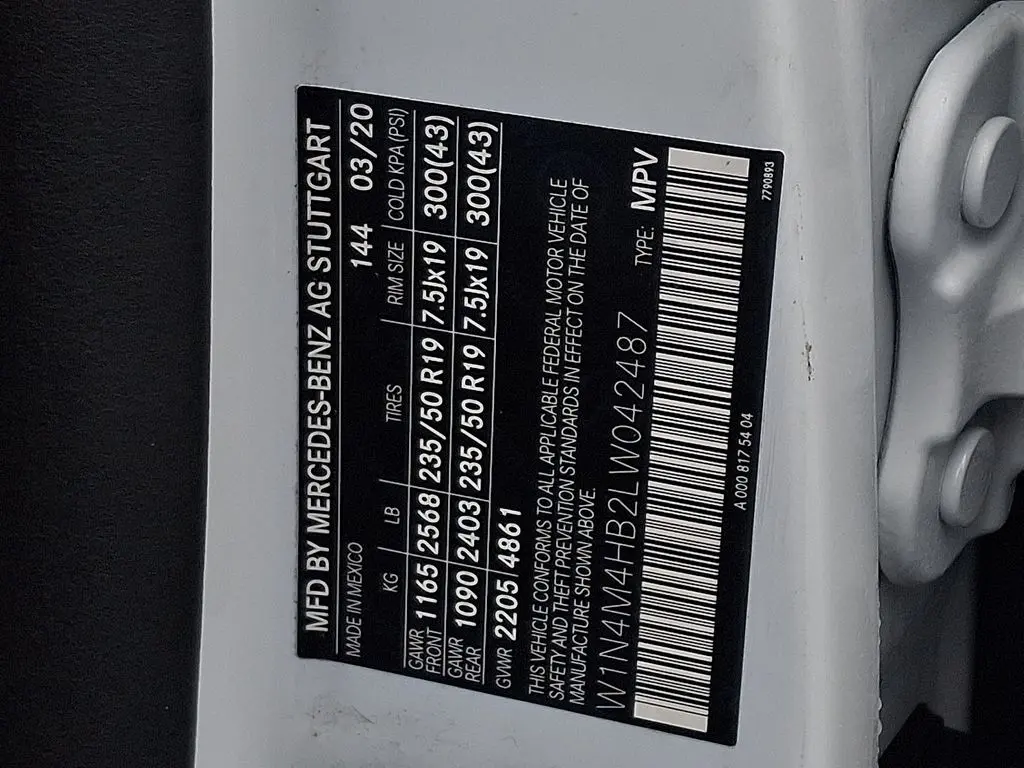 MFD BY MERCEDES-BENZ AG STUTTGART
MADE IN MEXICO 144 03/20
KG LB TIRES RIM SIZE COLD KPA (PSI)
GAWR FRONT 1165 2568 235/50 R19 7.5Jx19 300(43)
GAWR REAR 1090 2403 235/50 R19 7.5Jx19 300(43)
GVWR 2205 4861
THIS VEHICLE CONFORMS TO ALL APPLICABLE FEDERAL MOTOR VEHICLE
SAFETY AND THEFT PREVENTION STANDARDS IN EFFECT ON THE DATE OF
MANUFACTURE SHOWN ABOVE.
W1N4M4HB2LW042487 TYPE: MPV
A 000 817 54 04 7790893